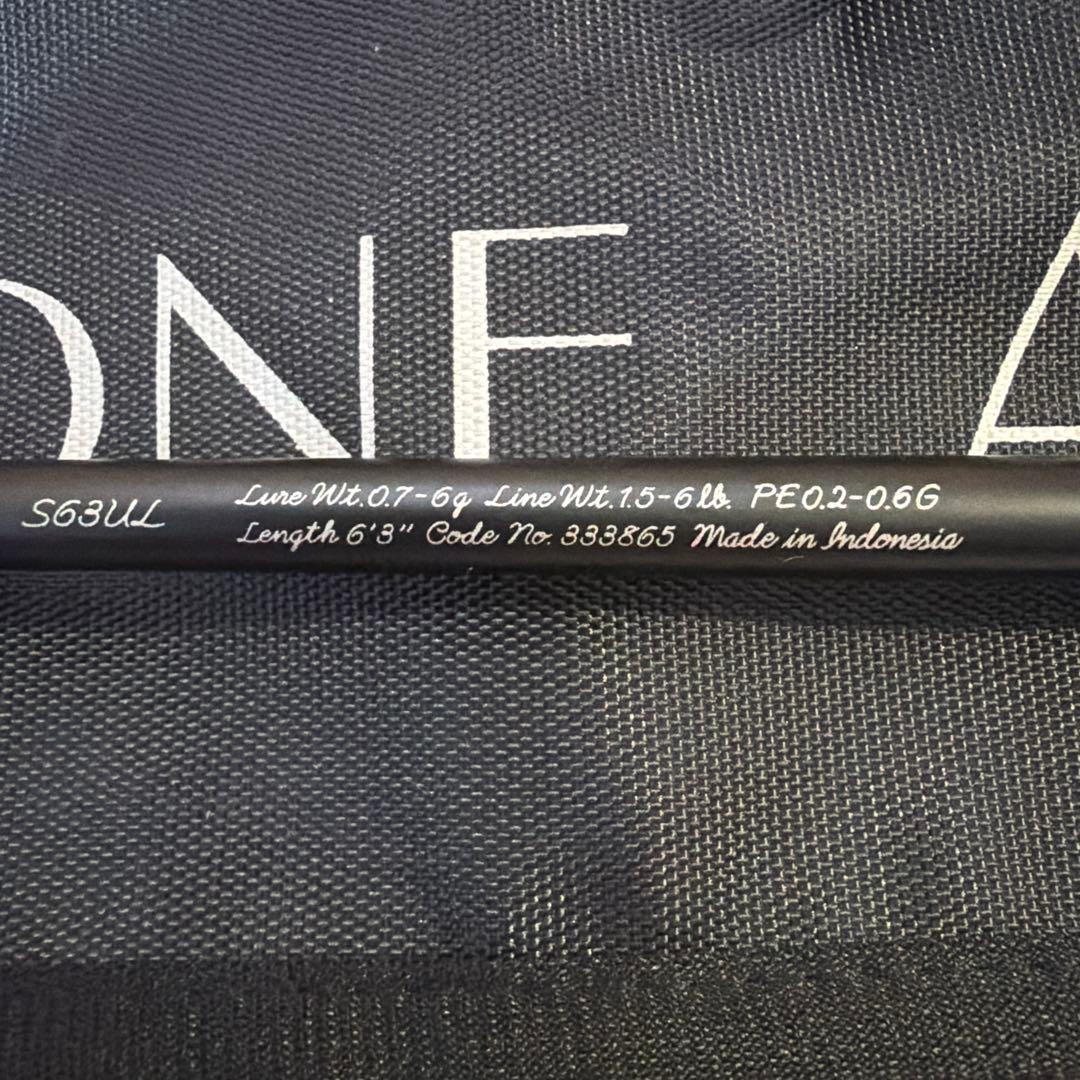 ONE A
S63UL
Lure Wt. 0.7-6g Line Wt. 1.5-6lb. PE0.2-0.6G
Length 6'3" Code No. 333865 Made in Indonesia